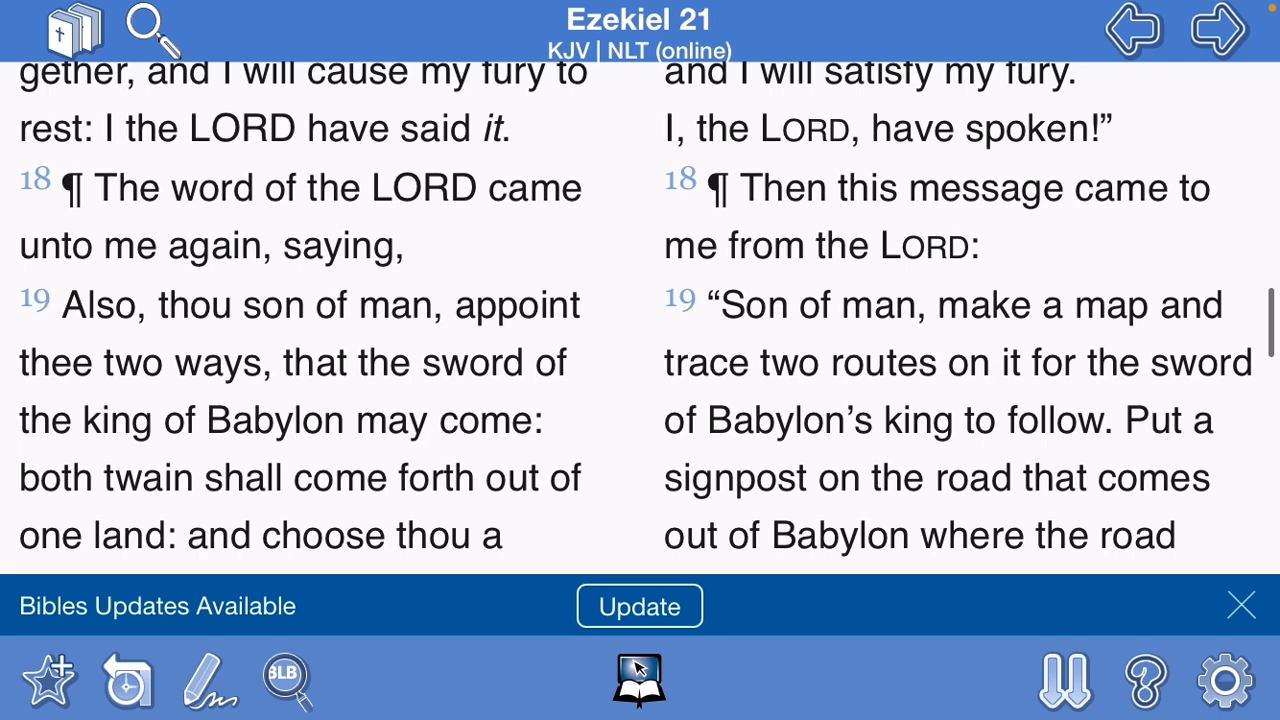 Ezekiel 21
KJV | NLT (online)
gether, and I will cause my fury to
rest: I the LORD have said it.
18 ¶ The word of the LORD came
unto me again, saying,
19 Also, thou son of man, appoint
thee two ways, that the sword of
the king of Babylon may come:
both twain shall come forth out of
one land: and choose thou a
and I will satisfy my fury.
I, the LORD, have spoken!”
18 ¶ Then this message came to
me from the LORD:
19 “Son of man, make a map and
trace two routes on it for the sword
of Babylon’s king to follow. Put a
signpost on the road that comes
out of Babylon where the road
Bibles Updates Available
Update
BLB